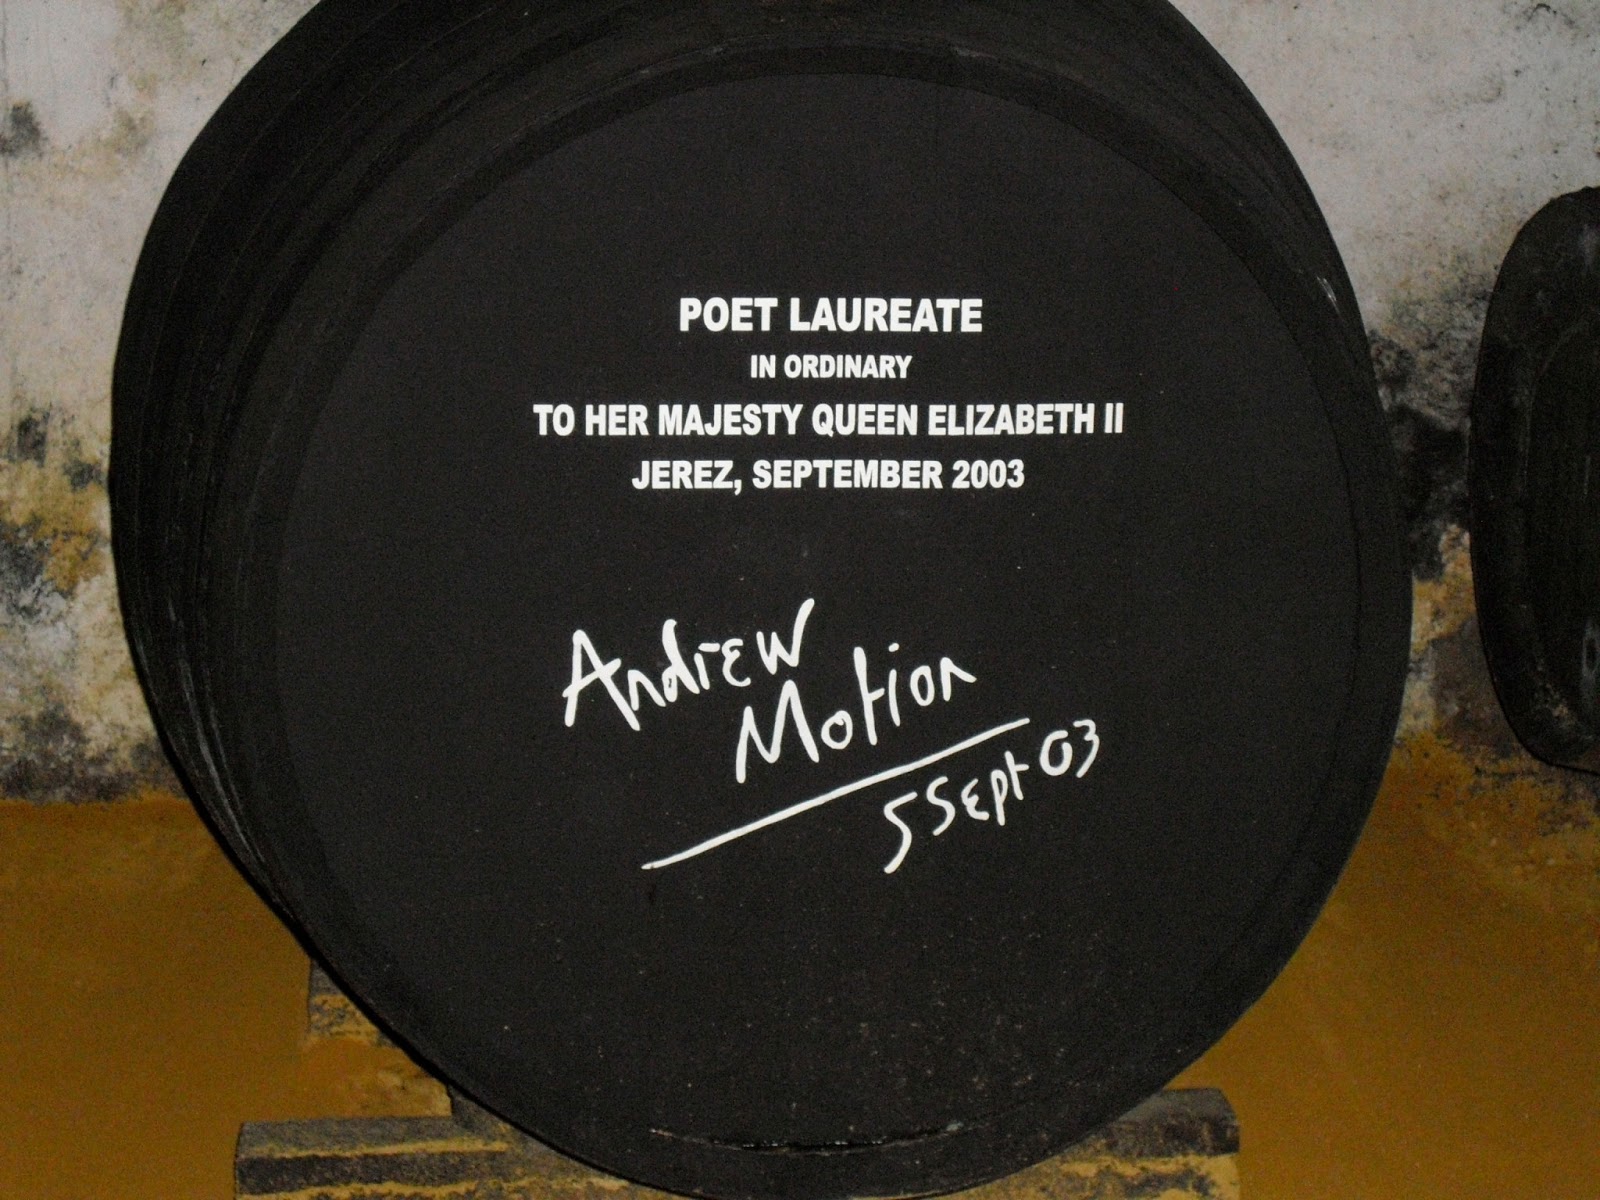 POET LAUREATE
IN ORDINARY
TO HER MAJESTY QUEEN ELIZABETH II
JEREZ, SEPTEMBER 2003
Andrew
Motion
5 Sept 03